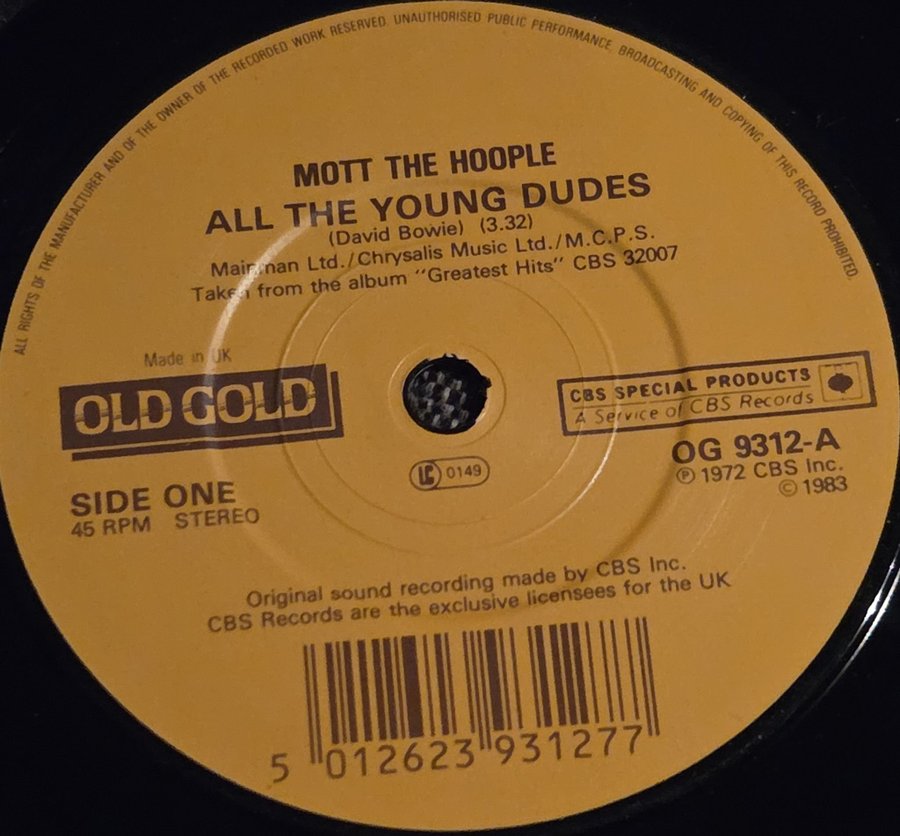 ALL RIGHTS OF THE MANUFACTURER AND OF THE OWNER OF THE RECORDED WORK RESERVED. UNAUTHORISED PUBLIC PERFORMANCE, BROADCASTING AND COPYING OF THIS RECORD PROHIBITED.
MOTT THE HOOPLE
ALL THE YOUNG DUDES
(David Bowie) (3.32)
Mainman Ltd./Chrysalis Music Ltd./M.C.P.S.
Taken from the album "Greatest Hits" CBS 32007
Made in UK
OLD GOLD
CBS SPECIAL PRODUCTS
A Service of CBS Records
LC 0149
OG 9312-A
℗ 1972 CBS Inc.
© 1983
SIDE ONE
45 RPM STEREO
Original sound recording made by CBS Inc.
CBS Records are the exclusive licensees for the UK
5 012623 931277